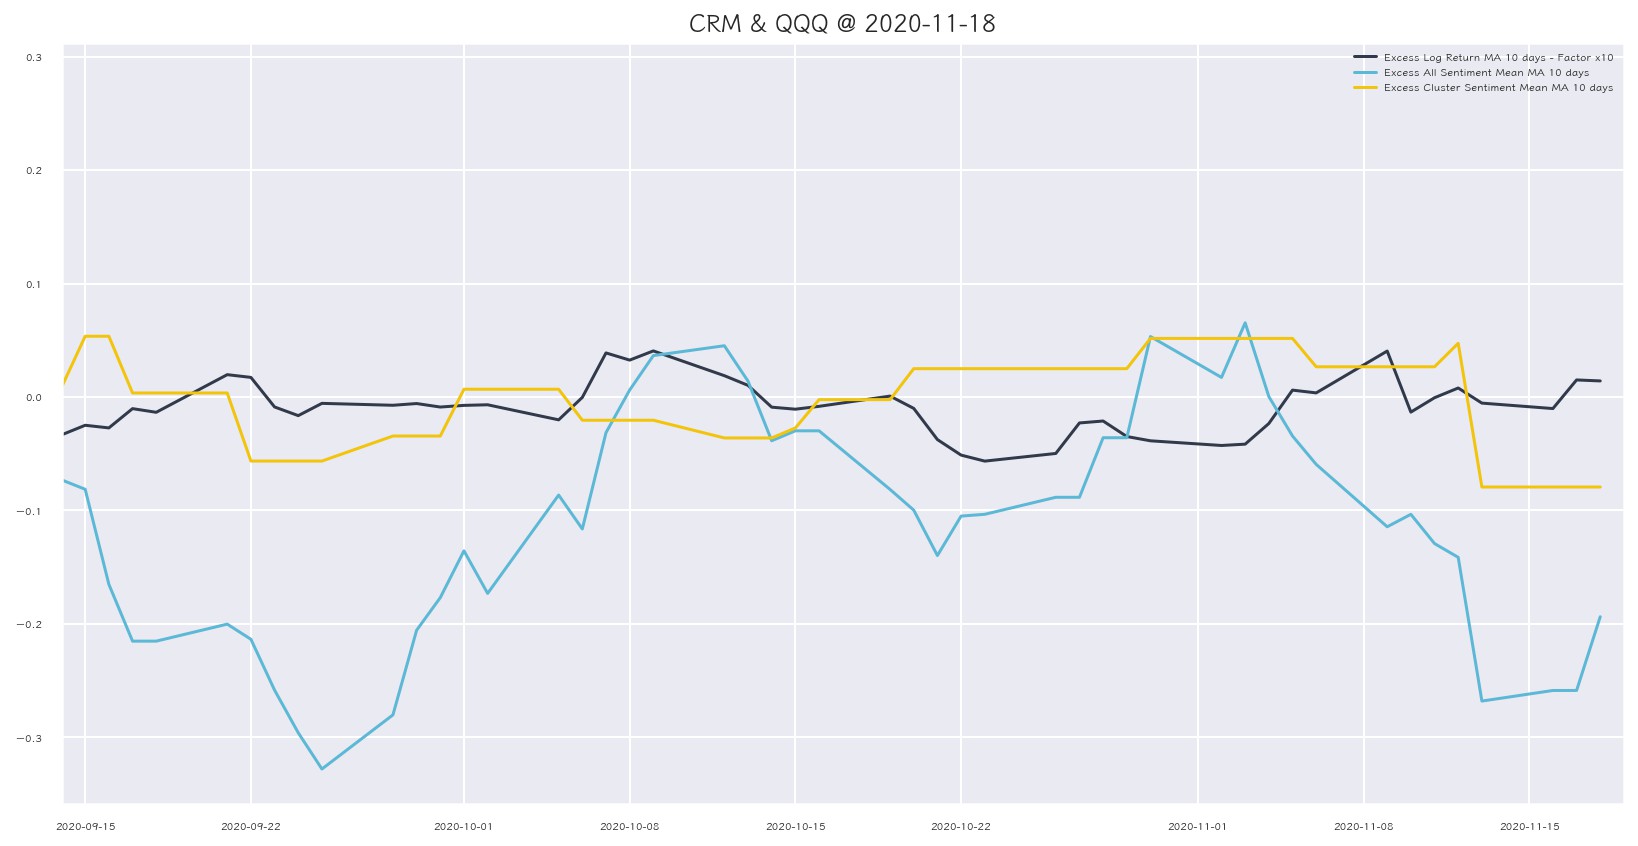 CRM & QQQ @ 2020-11-18
Excess Log Return MA 10 days - Factor x10
Excess All Sentiment Mean MA 10 days
Excess Cluster Sentiment Mean MA 10 days
0.3
0.2
0.1
0.0
−0.1
−0.2
−0.3
2020-09-15 2020-09-22 2020-10-01 2020-10-08 2020-10-15 2020-10-22 2020-11-01 2020-11-08 2020-11-15